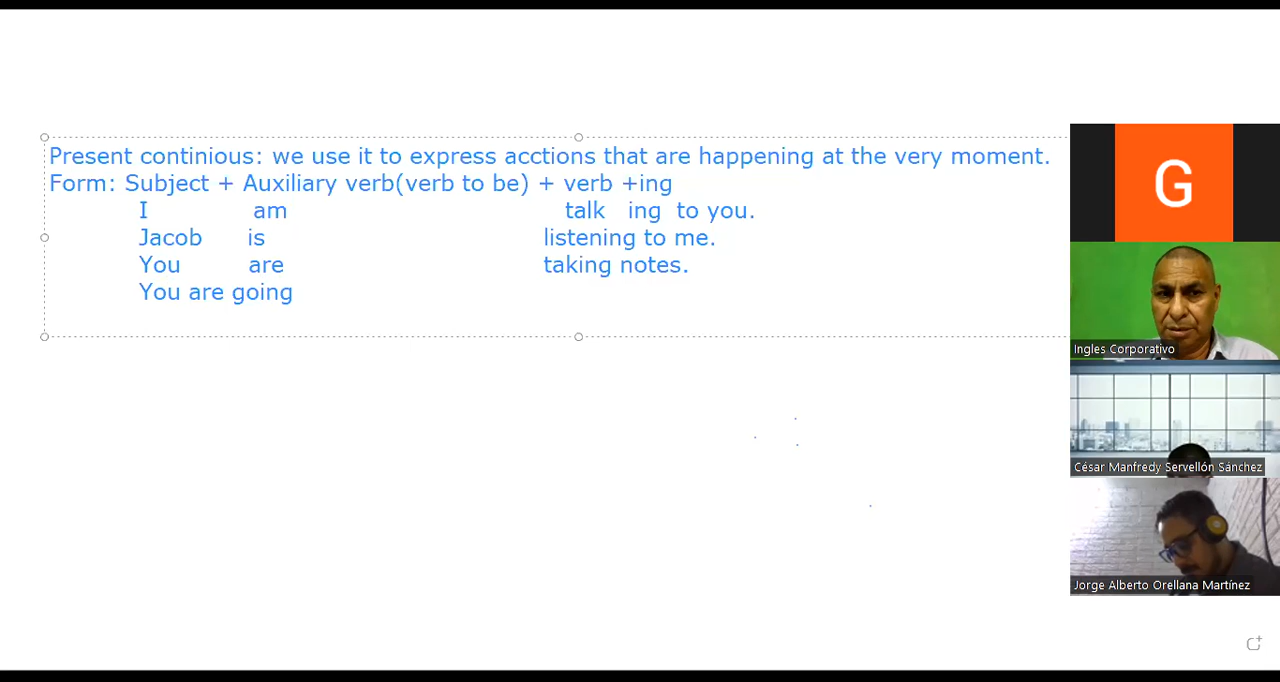 Present continious: we use it to express acctions that are happening at the very moment.
Form: Subject + Auxiliary verb(verb to be) + verb +ing
I am talk ing to you.
Jacob is listening to me.
You are taking notes.
You are going
G
Ingles Corporativo
César Manfredy Servellón Sánchez
Jorge Alberto Orellana Martínez